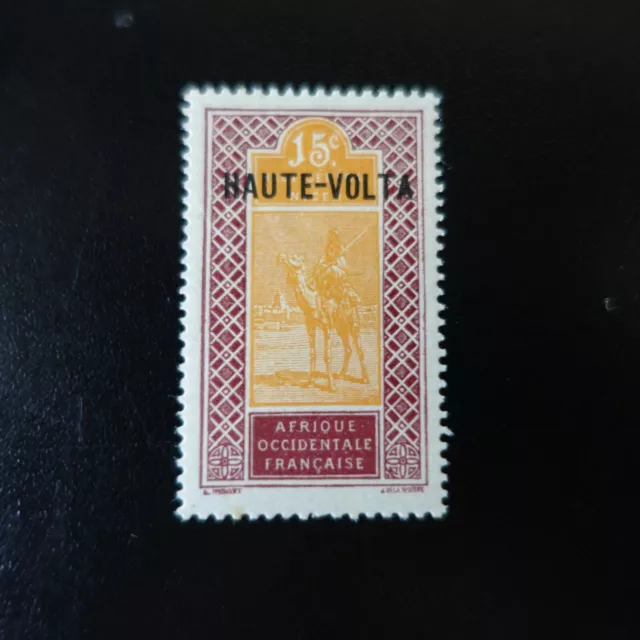 15c
HAUTE-VOLTA
AFRIQUE
OCCIDENTALE
FRANÇAISE